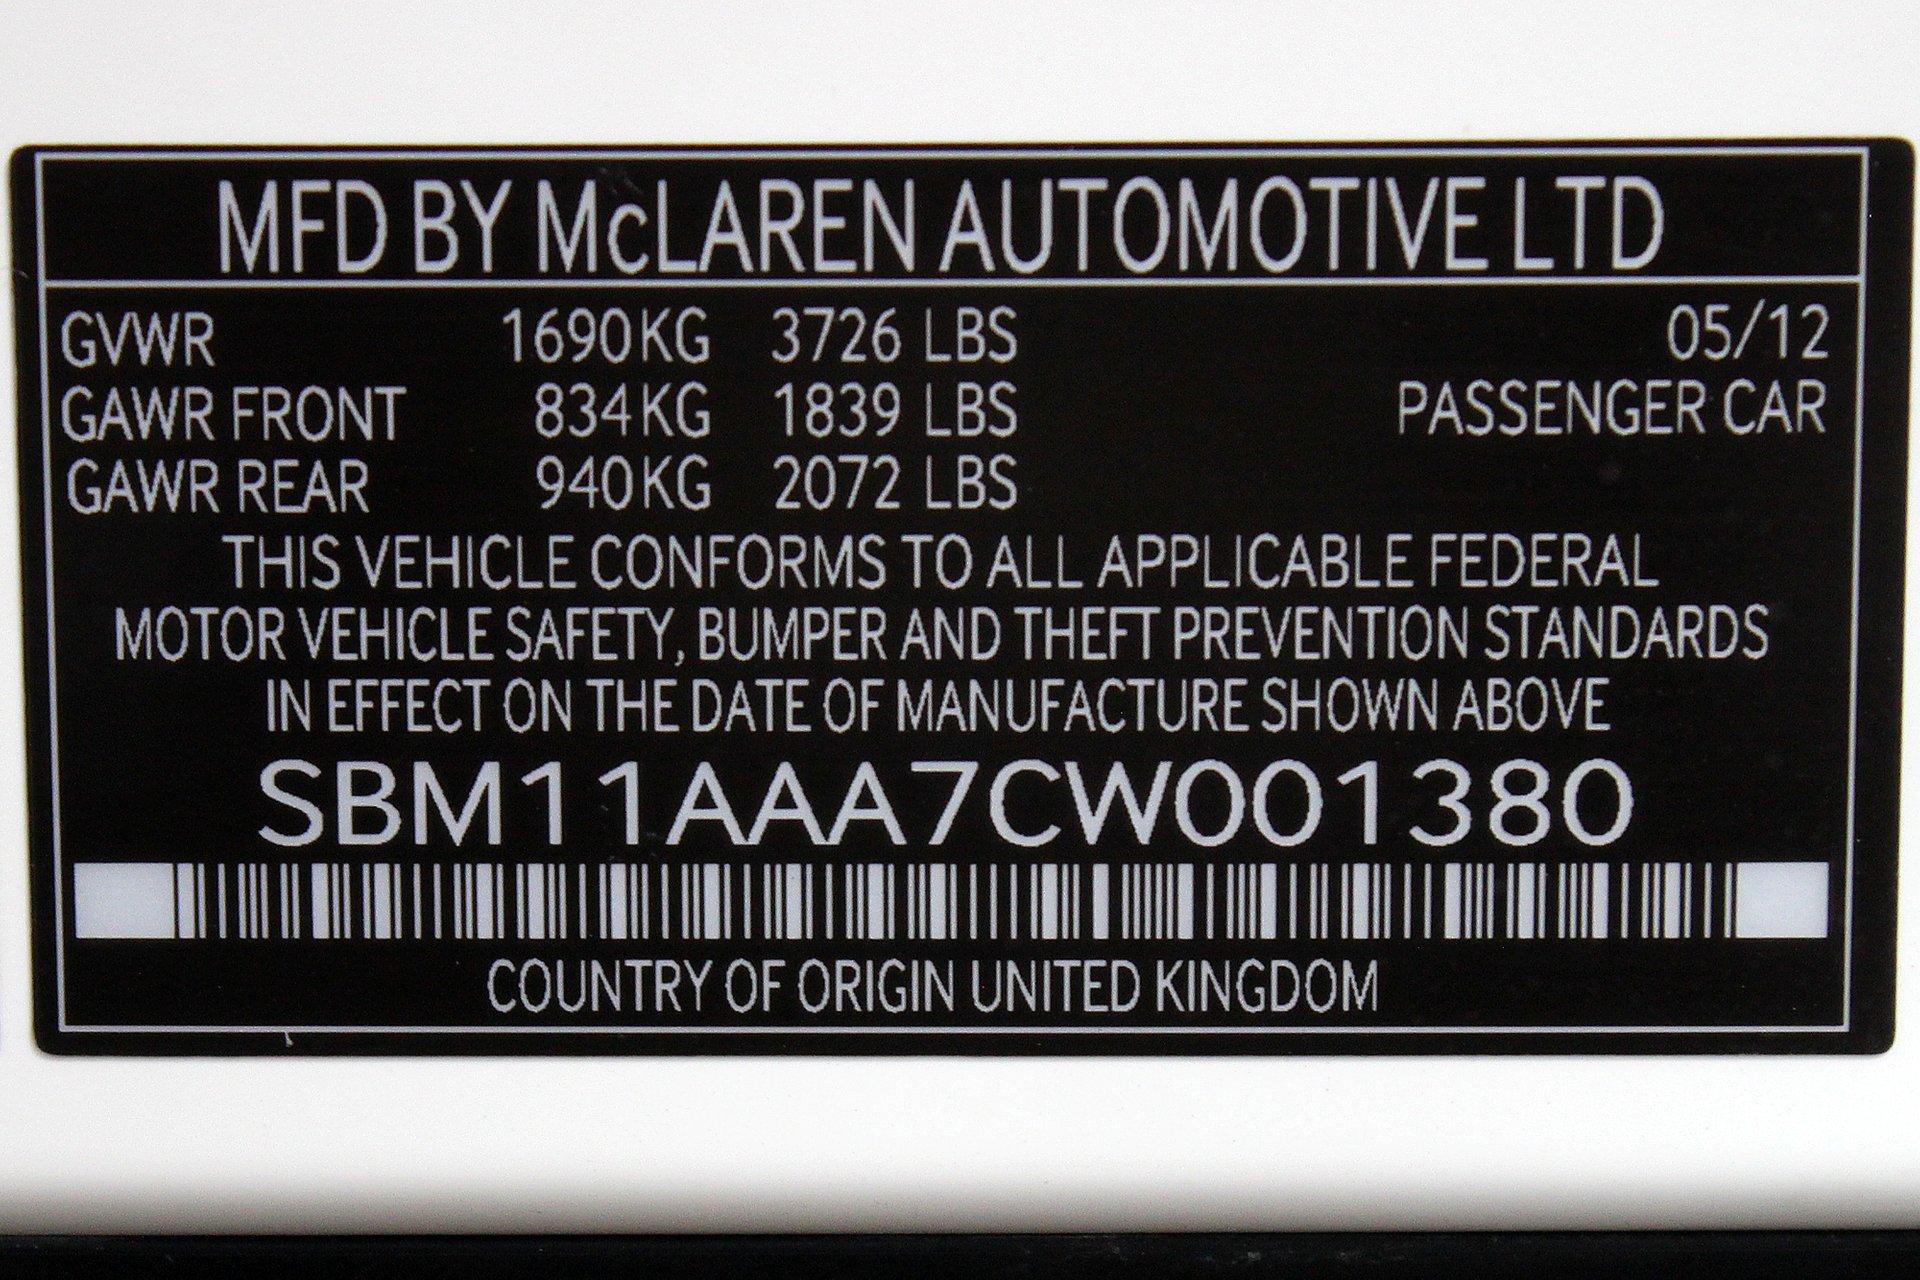 MFD BY McLAREN AUTOMOTIVE LTD
GVWR 1690KG 3726 LBS 05/12
GAWR FRONT 834KG 1839 LBS PASSENGER CAR
GAWR REAR 940KG 2072 LBS
THIS VEHICLE CONFORMS TO ALL APPLICABLE FEDERAL
MOTOR VEHICLE SAFETY, BUMPER AND THEFT PREVENTION STANDARDS
IN EFFECT ON THE DATE OF MANUFACTURE SHOWN ABOVE
SBM11AAA7CW001380
COUNTRY OF ORIGIN UNITED KINGDOM